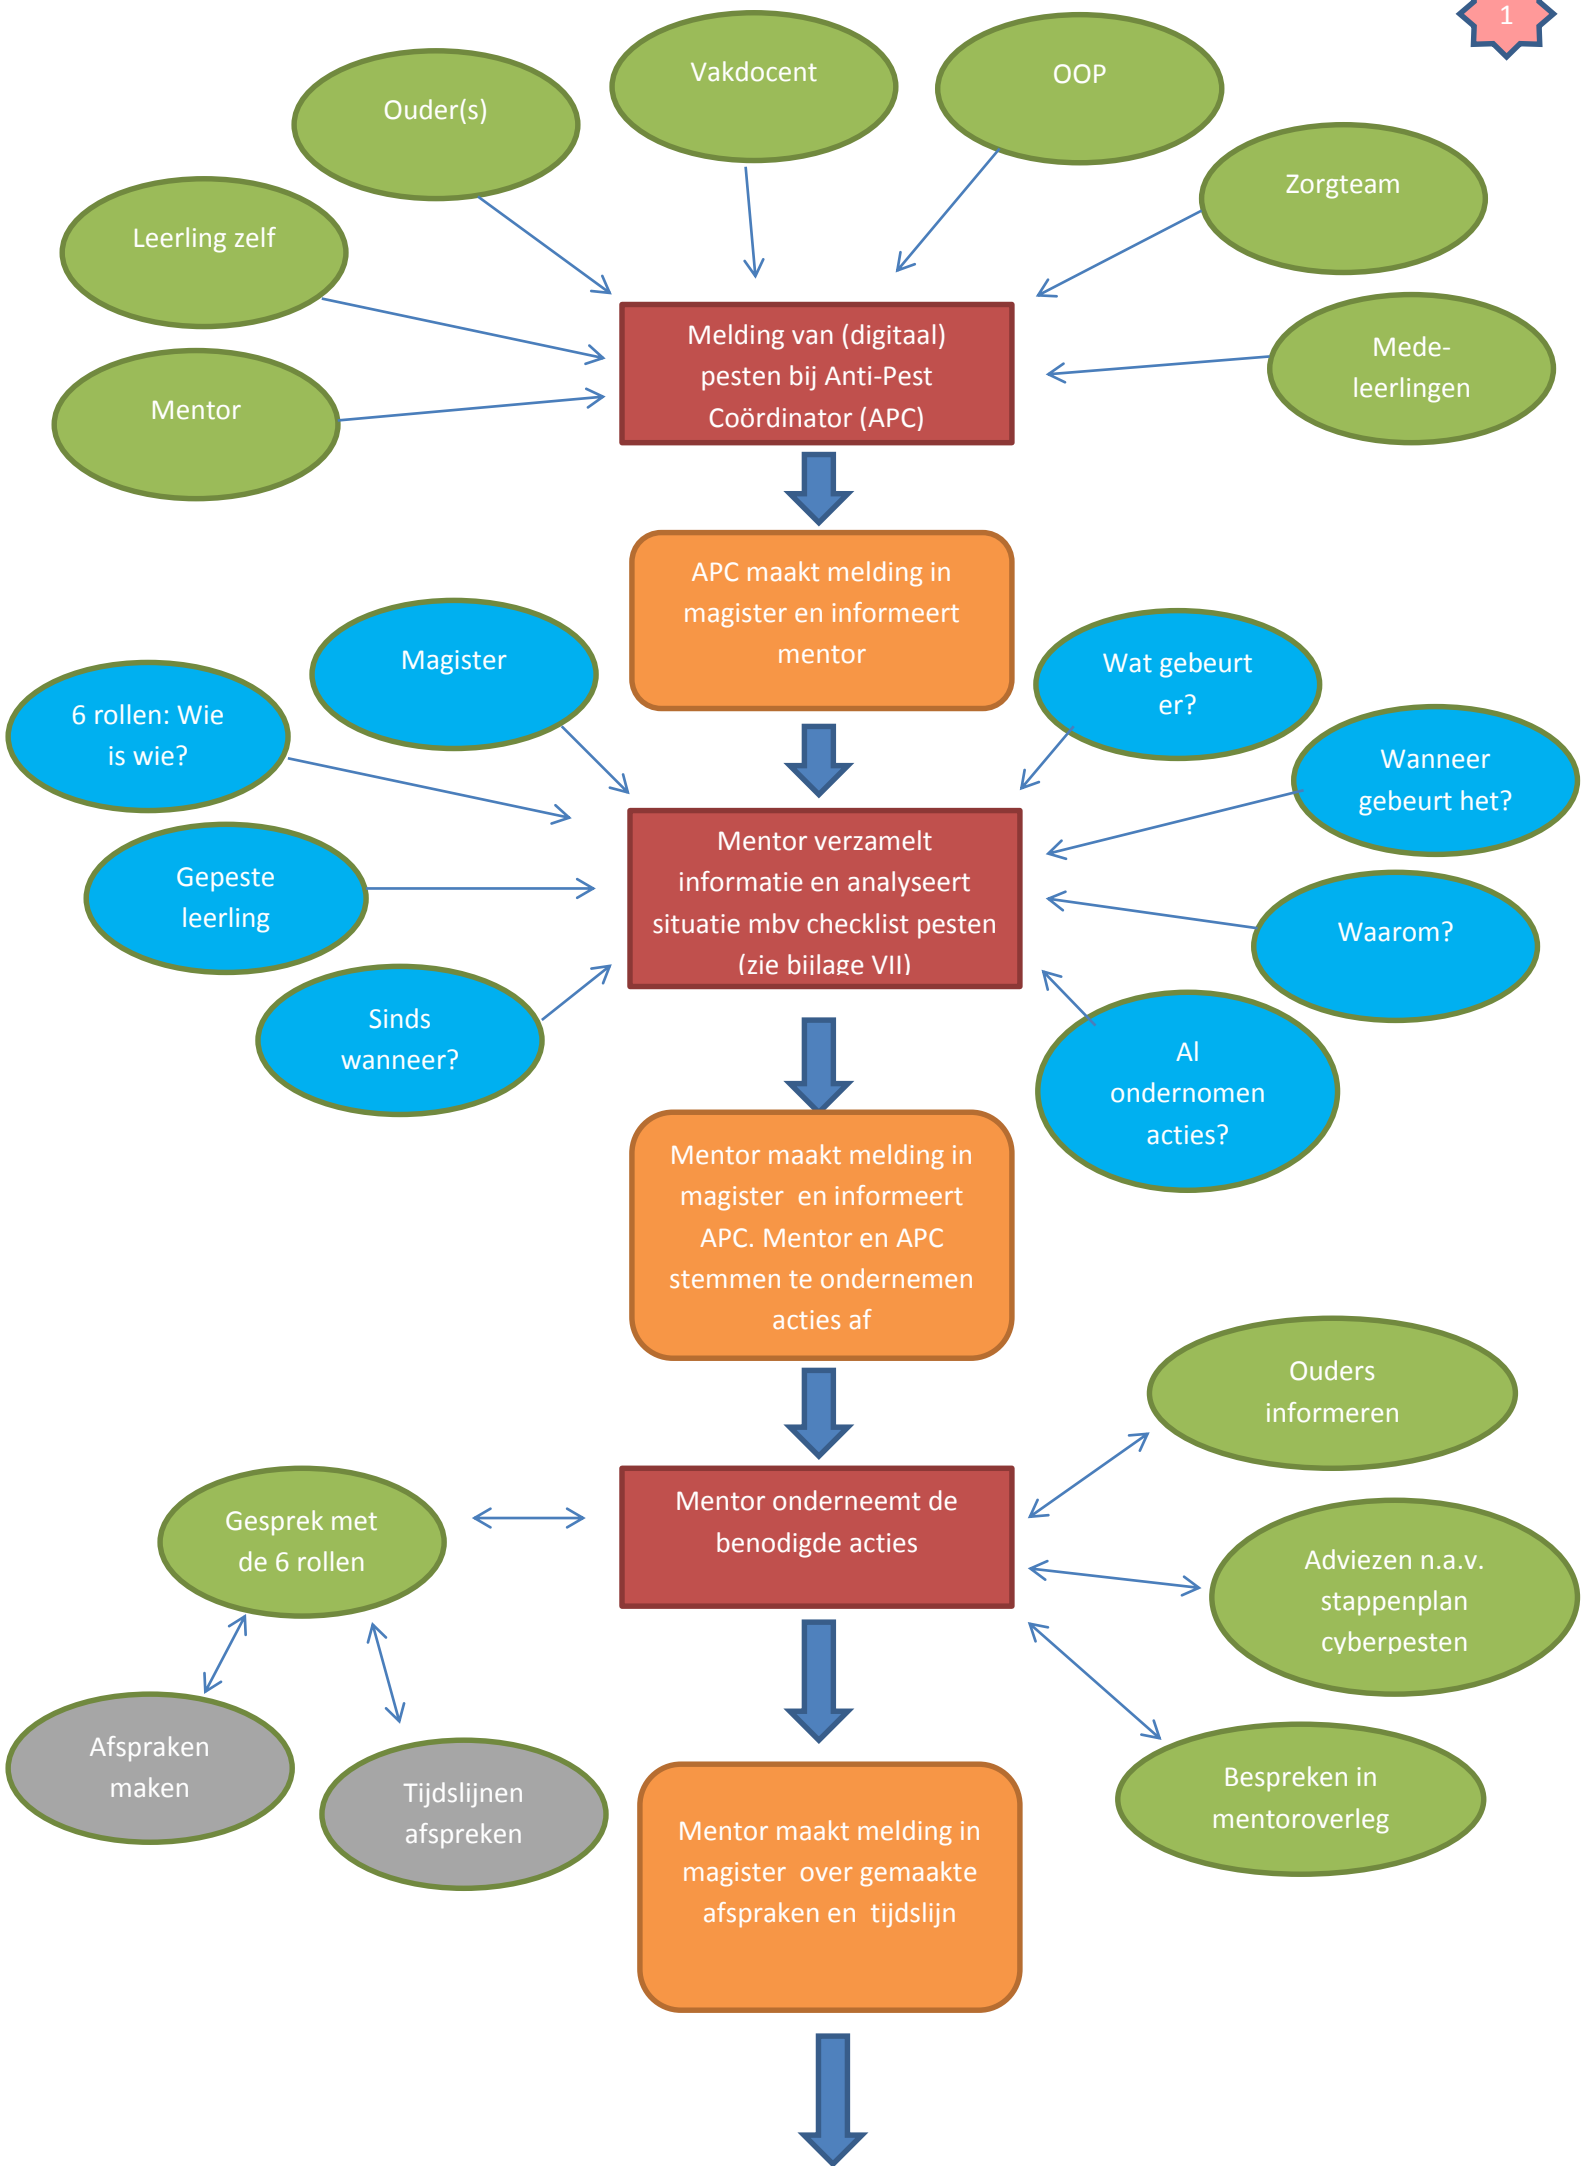 1
Vakdocent
OOP
Ouder(s)
Zorgteam
Leerling zelf
Mentor
Melding van (digitaal)
pesten bij Anti-Pest
Coördinator (APC)
Mede-
leerlingen
APC maakt melding in
magister en informeert
mentor
Magister
6 rollen: Wie
is wie?
Wat gebeurt
er?
Wanneer
gebeurt het?
Gepeste
leerling
Mentor verzamelt
informatie en analyseert
situatie mbv checklist pesten
(zie bijlage VII)
Waarom?
Sinds
wanneer?
Al
ondernomen
acties?
Mentor maakt melding in
magister  en informeert
APC. Mentor en APC
stemmen te ondernemen
acties af
Ouders
informeren
Gesprek met
de 6 rollen
Mentor onderneemt de
benodigde acties
Adviezen n.a.v.
stappenplan
cyberpesten
Afspraken
maken
Tijdslijnen
afspreken
Bespreken in
mentoroverleg
Mentor maakt melding in
magister  over gemaakte
afspraken en  tijdslijn